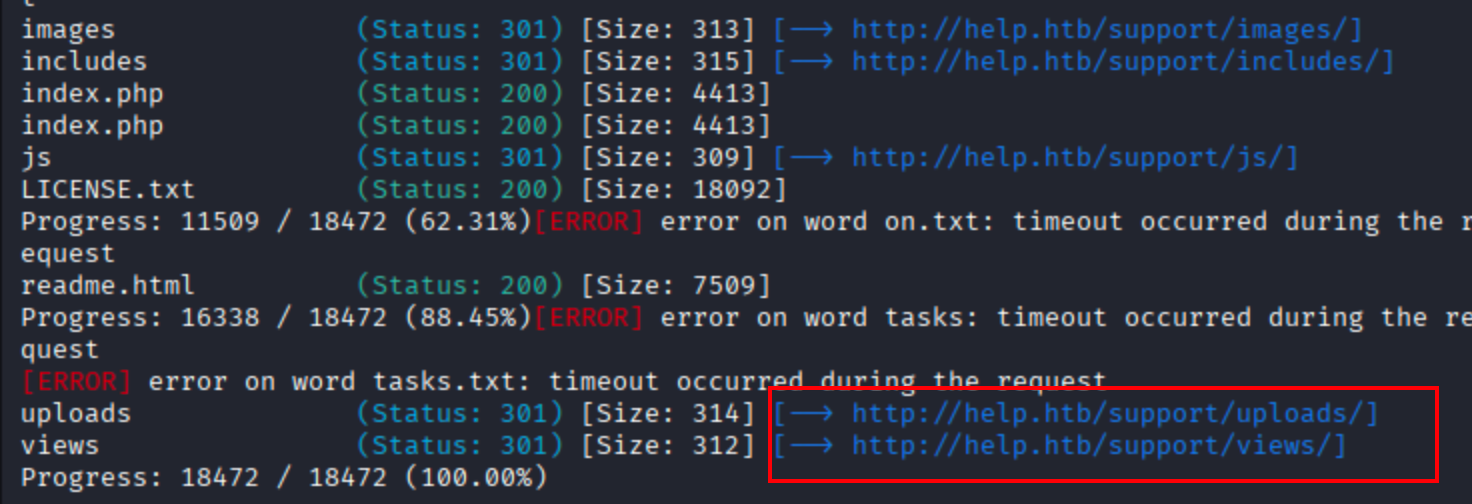 images (Status: 301) [Size: 313] [--> http://help.htb/support/images/]
includes (Status: 301) [Size: 315] [--> http://help.htb/support/includes/]
index.php (Status: 200) [Size: 4413]
index.php (Status: 200) [Size: 4413]
js (Status: 301) [Size: 309] [--> http://help.htb/support/js/]
LICENSE.txt (Status: 200) [Size: 18092]
Progress: 11509 / 18472 (62.31%)[ERROR] error on word on.txt: timeout occurred during the r
equest
readme.html (Status: 200) [Size: 7509]
Progress: 16338 / 18472 (88.45%)[ERROR] error on word tasks: timeout occurred during the re
quest
[ERROR] error on word tasks.txt: timeout occurred during the request
uploads (Status: 301) [Size: 314] [--> http://help.htb/support/uploads/]
views (Status: 301) [Size: 312] [--> http://help.htb/support/views/]
Progress: 18472 / 18472 (100.00%)